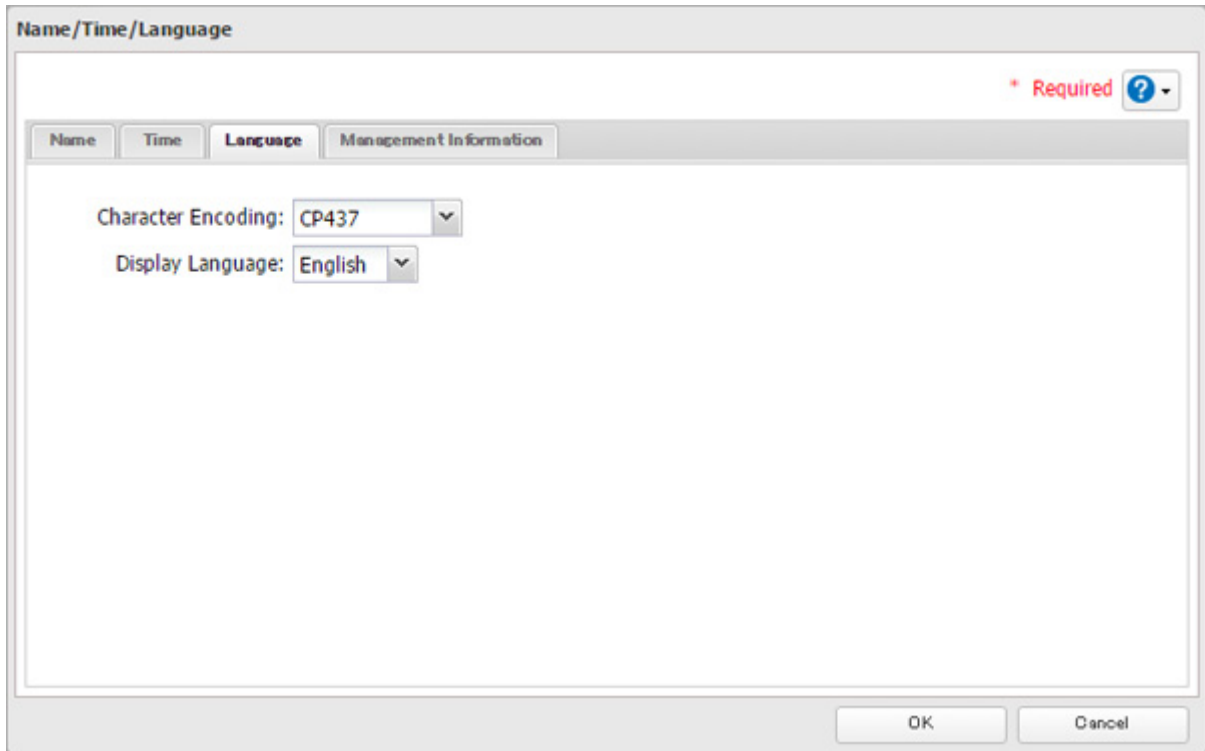 Name/Time/Language
* Required
Name Time Language Management Information
Character Encoding: CP437
Display Language: English
OK Cancel